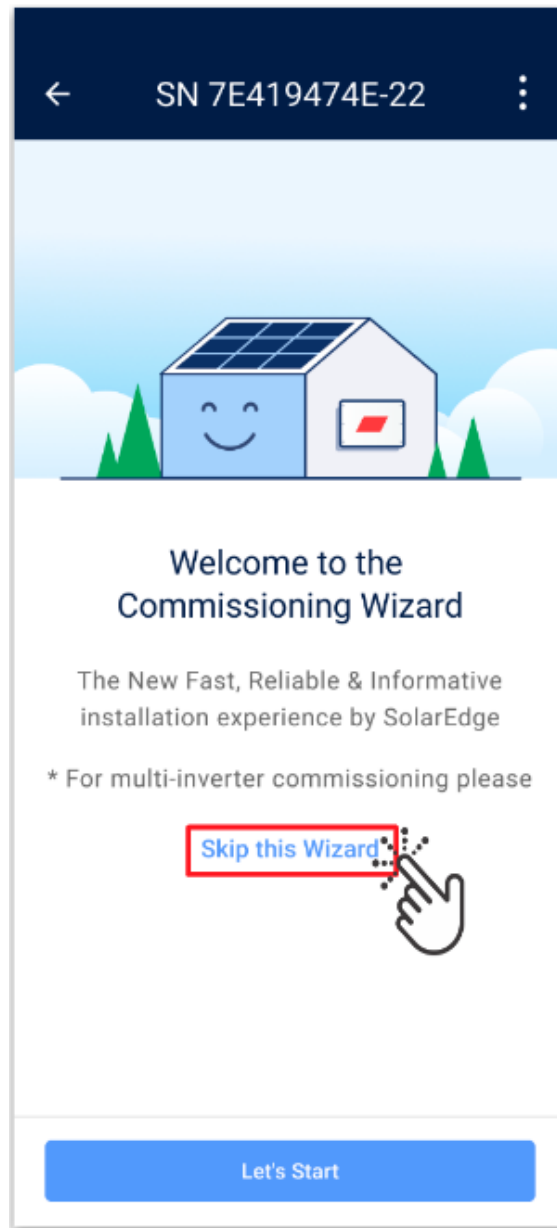 SN 7E419474E-22
Welcome to the
Commissioning Wizard
The New Fast, Reliable & Informative
installation experience by SolarEdge
* For multi-inverter commissioning please
Skip this Wizard
Let's Start